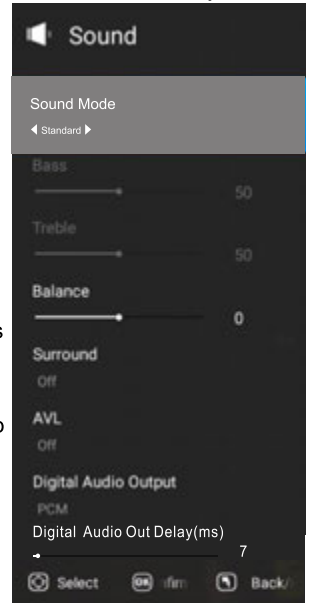 Sound
Sound Mode
Standard
Bass
50
Treble
50
Balance
0
Surround
Off
AVL
Off
Digital Audio Output
PCM
Digital Audio Out Delay(ms)
7
Select OK Back/